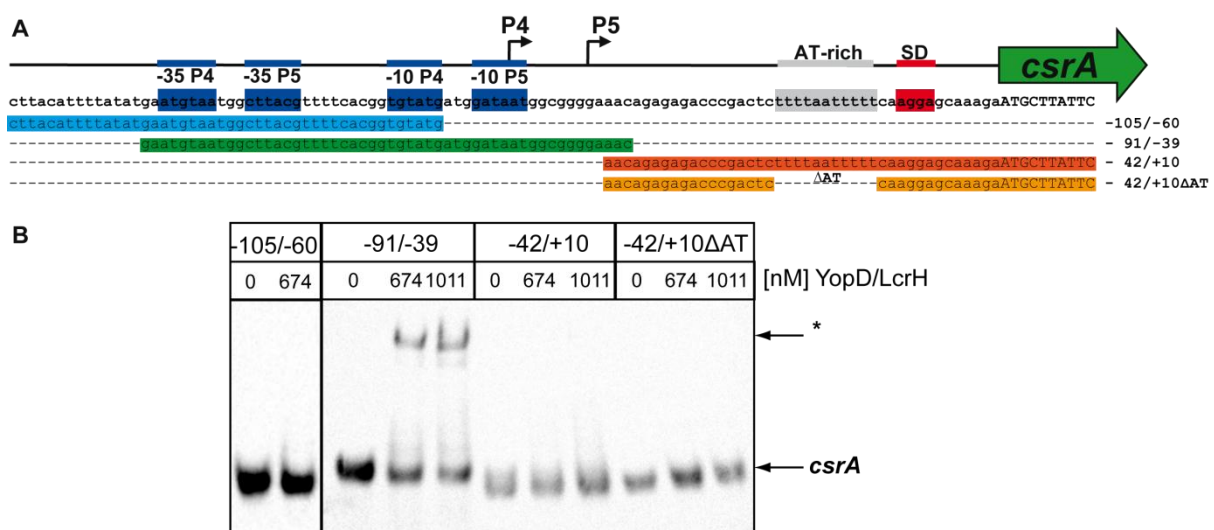 A
P4 P5
AT-rich SD
csrA
-35 P4 -35 P5 -10 P4 -10 P5
cttacattttatatgaatgtaatggcttacgttttcacggtgtatgatggataatggcggggaaacagagagacccgactcttttaatttttcaaggagcaaagaATGCTTATTC
cttacattttatatgaatgtaatggcttacgttttcacggtgtatg -105/-60
gaatgtaatggcttacgttttcacggtgtatgatggataatggcggggaaac - 91/-39
aacagagagacccgactcttttaatttttcaaggagcaaagaATGCTTATTC - 42/+10
aacagagagacccgactc ΔAT caaggagcaaagaATGCTTATTC - 42/+10ΔAT
B
-105/-60 -91/-39 -42/+10 -42/+10ΔAT
0 674 0 674 1011 0 674 1011 0 674 1011 [nM] YopD/LcrH
*
csrA